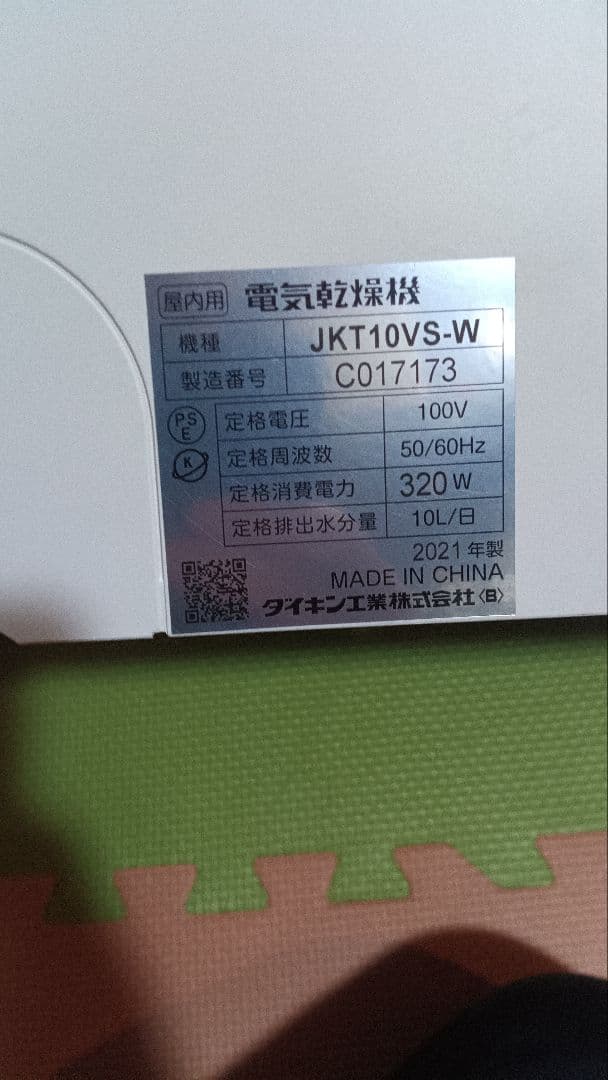 屋内用 電気乾燥機
機種 JKT10VS-W
製造番号 C017173
PS E 定格電圧 100V
K 定格周波数 50/60Hz
定格消費電力 320W
定格排出水分量 10L/日
2021年製
MADE IN CHINA
ダイキン工業株式会社〈B〉